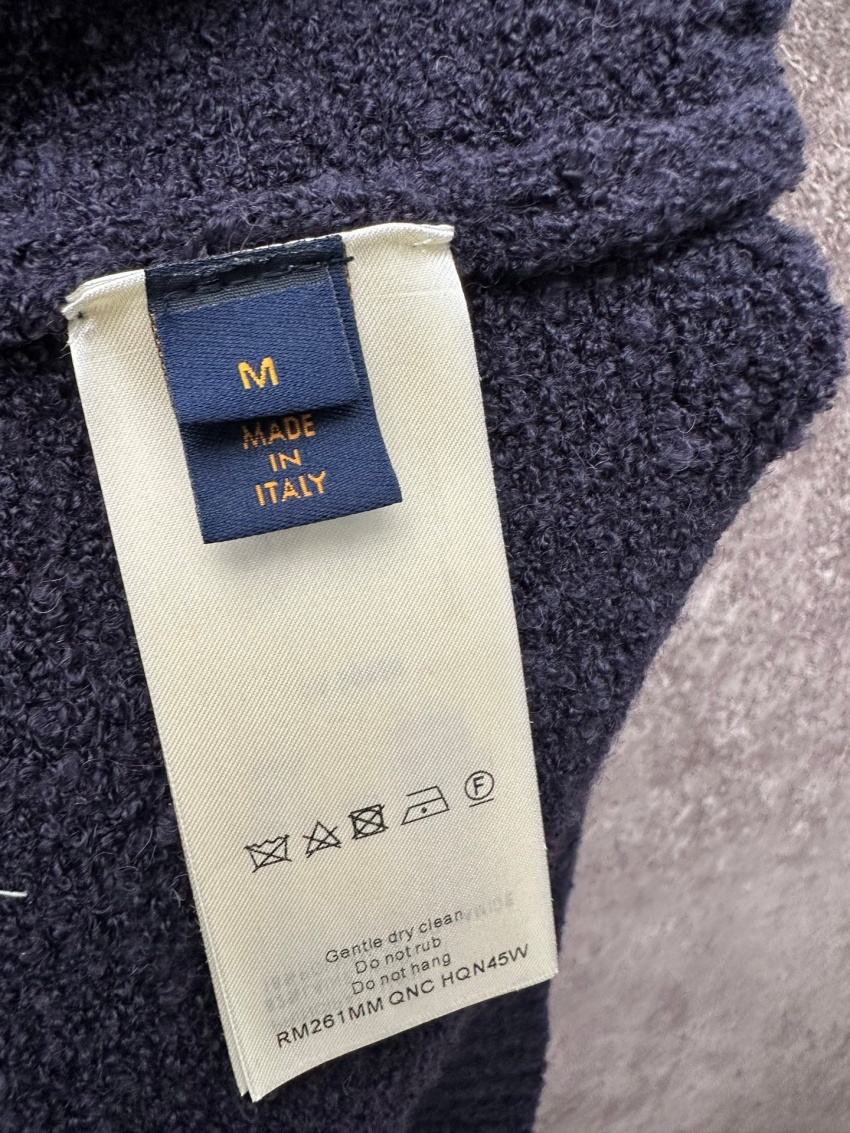 M
MADE
IN
ITALY
F
Gentle dry clean
Do not rub
Do not hang
RM261MM QNC HQN45W